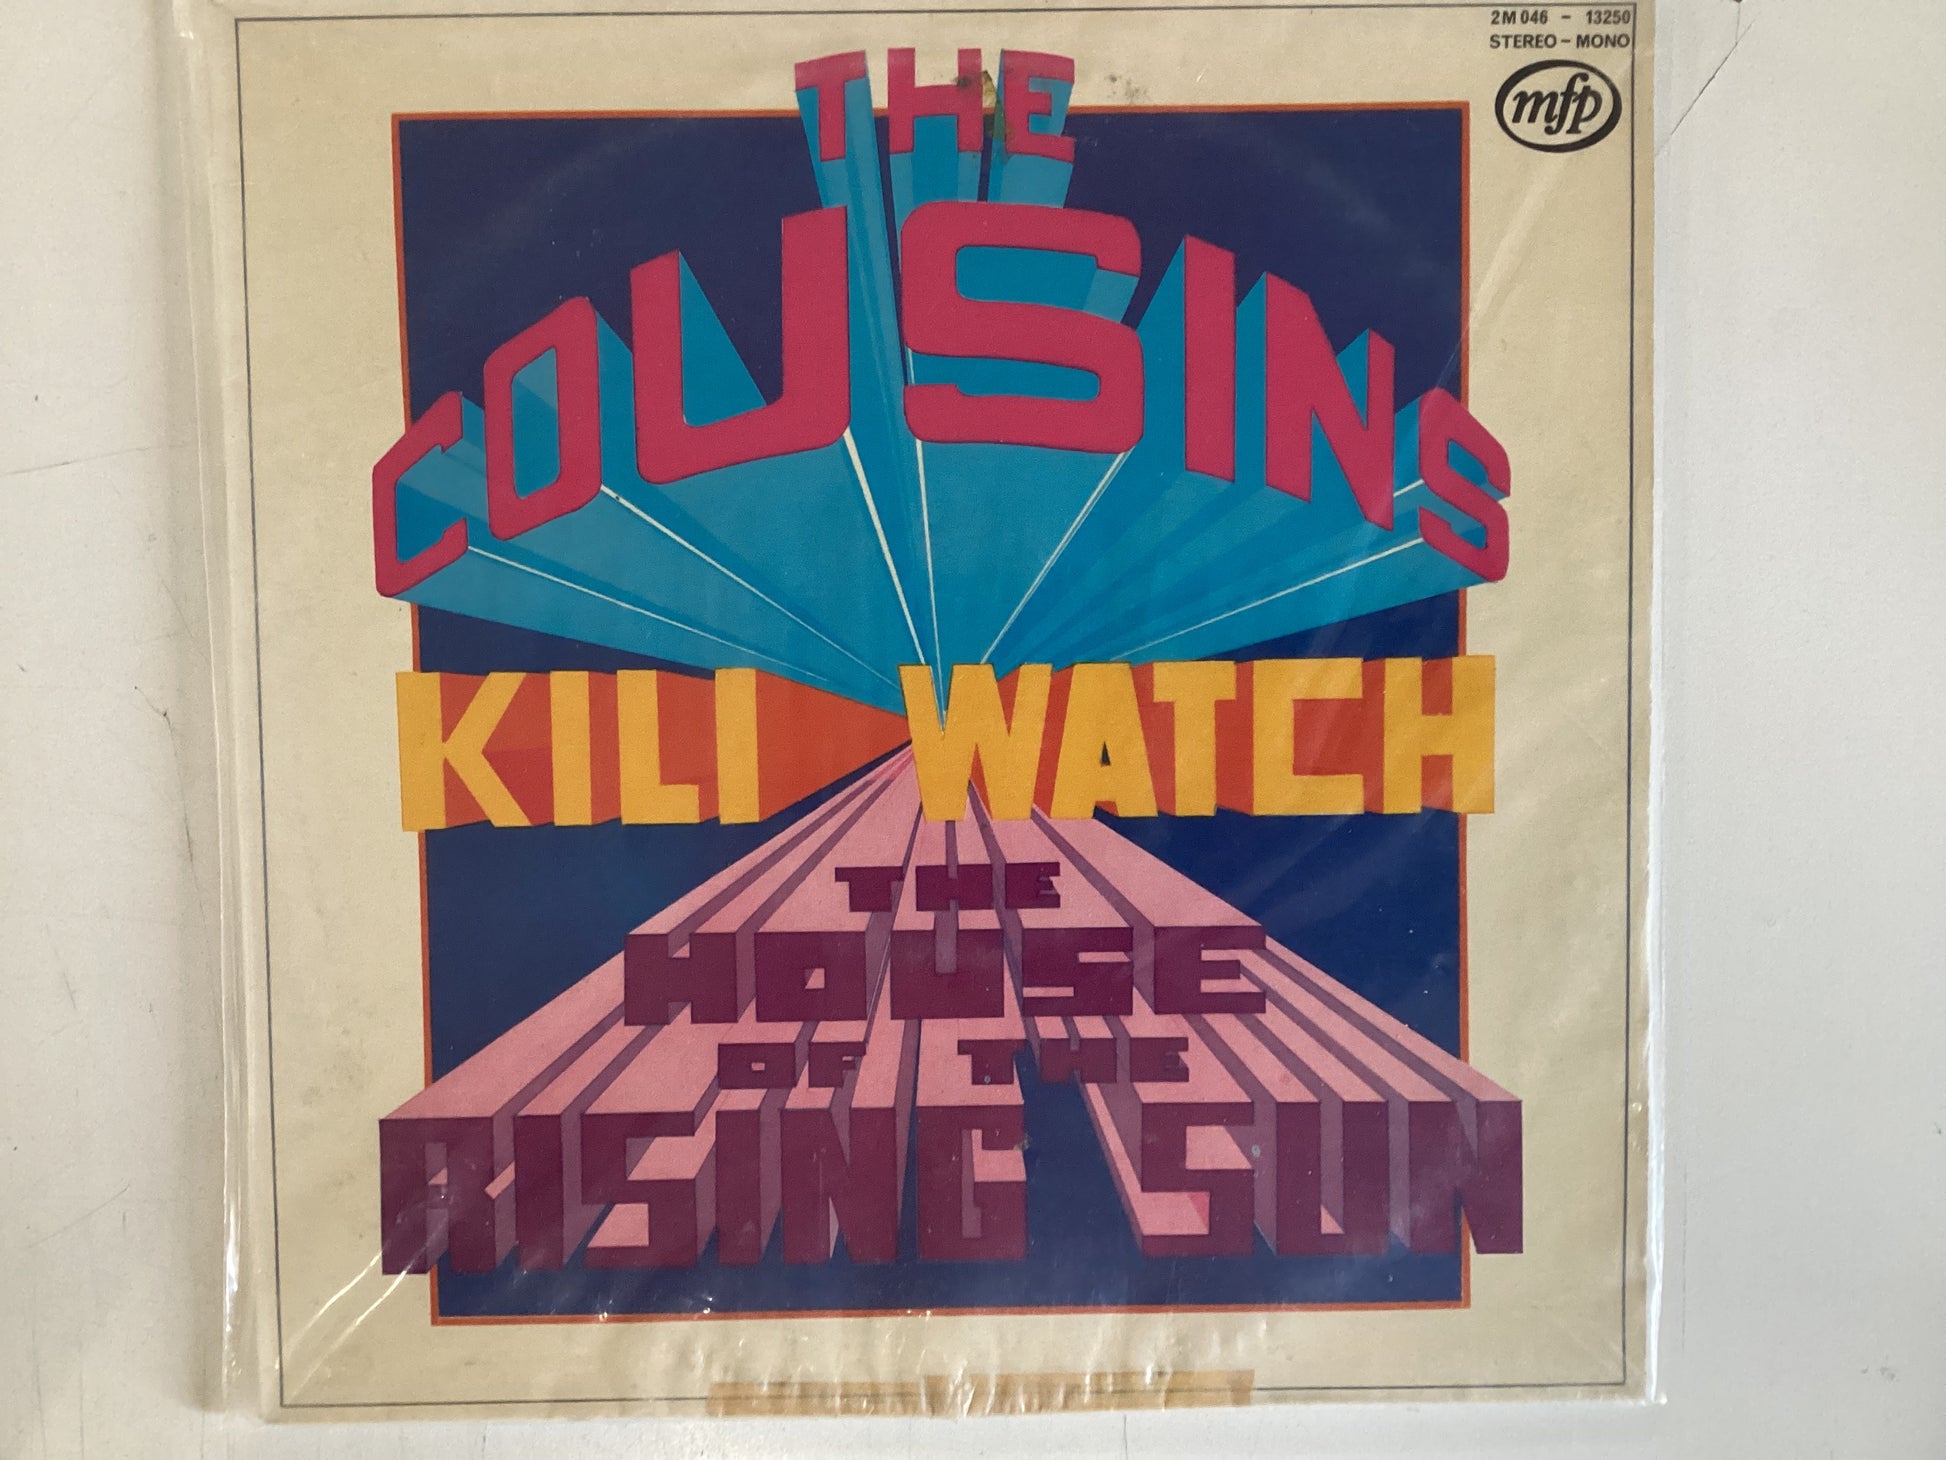 2M 046 - 13250
STEREO - MONO
mfp
THE
COUSINS
KILI WATCH
THE
HOUSE
OF THE
RISING SUN